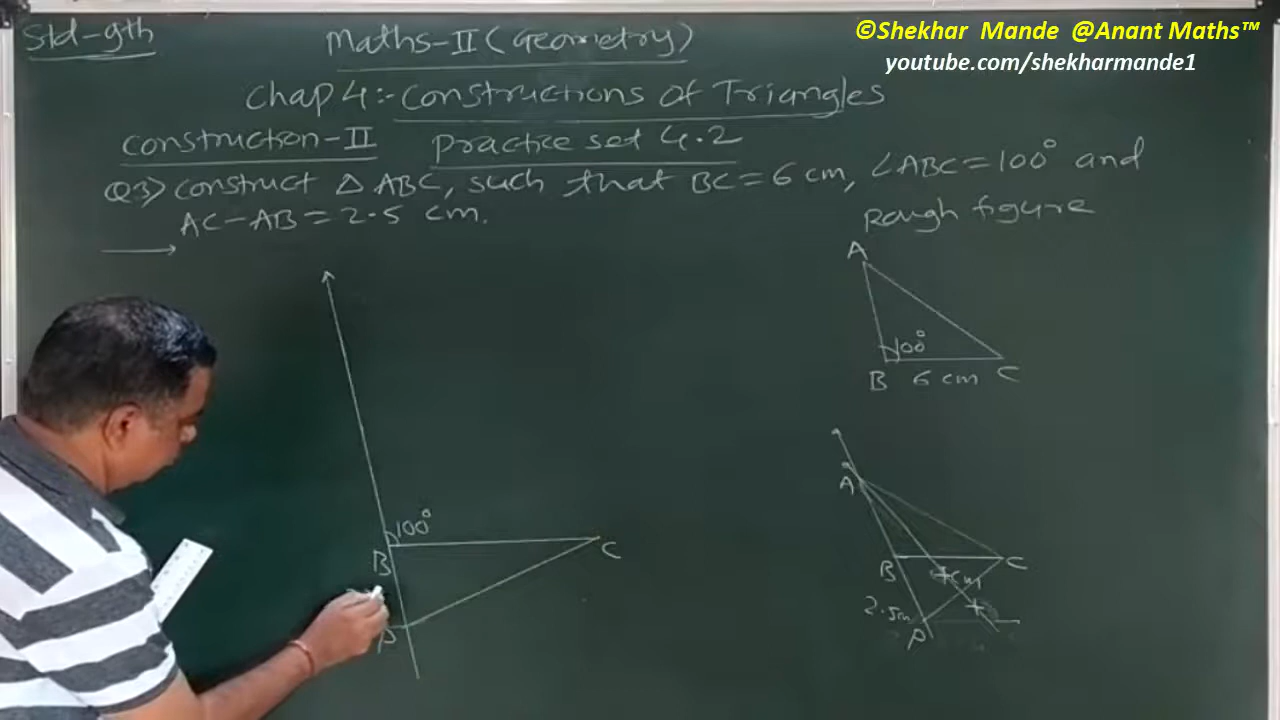 ©Shekhar Mande @Anant Maths™
youtube.com/shekharmande1
Std-9th
Maths-II (Geometry)
Chap 4:- Constructions of Triangles
Construction-II Practice set 4.2
Q3) Construct △ ABC, such that BC = 6 cm, ∠ABC = 100° and
AC-AB = 2.5 cm.
Rough figure
A
100°
B 6 cm C
100°
B
C
P
A
B
C
2.5cm
P